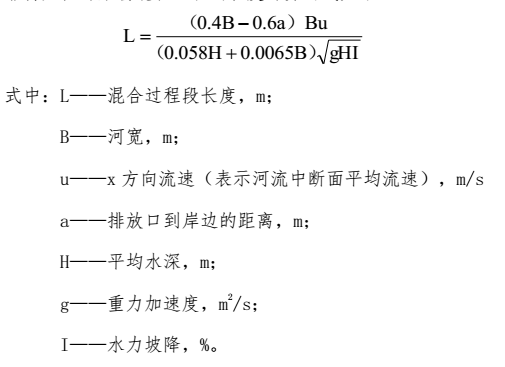 L = (0.4B－0.6a）Bu / (0.058H + 0.0065B)√gHI
式中：L——混合过程段长度，m；
B——河宽，m；
u——x 方向流速（表示河流中断面平均流速），m/s
a——排放口到岸边的距离，m；
H——平均水深，m；
g——重力加速度，m²/s；
I——水力坡降，%。